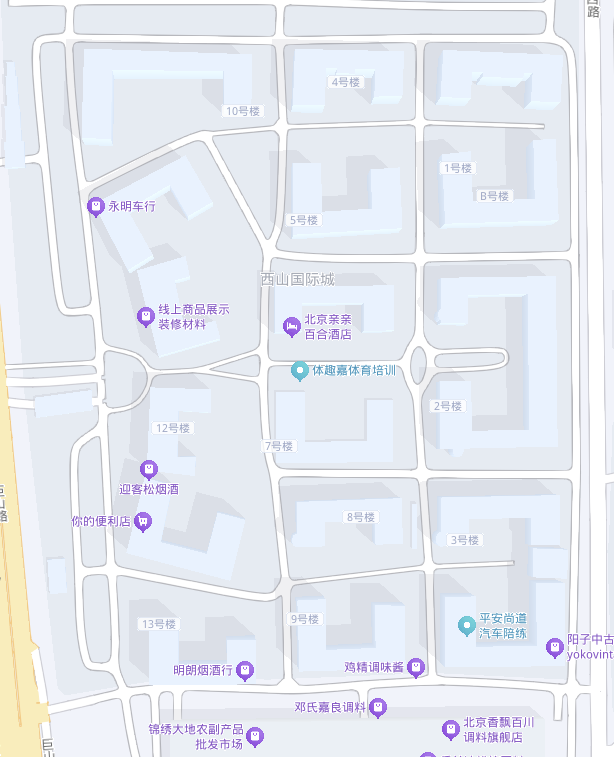 西路
4号楼
10号楼
1号楼
B号楼
永明车行
5号楼
西山国际城
线上商品展示
装修材料
北京亲亲
百合酒店
体趣嘉体育培训
2号楼
12号楼
7号楼
迎客松烟酒
你的便利店
8号楼
3号楼
13号楼
9号楼
平安尚道
汽车陪练
阳子中古
yokovint
明朗烟酒行
鸡精调味酱
邓氏嘉良调料
锦绣大地农副产品
批发市场
北京香飘百川
调料旗舰店